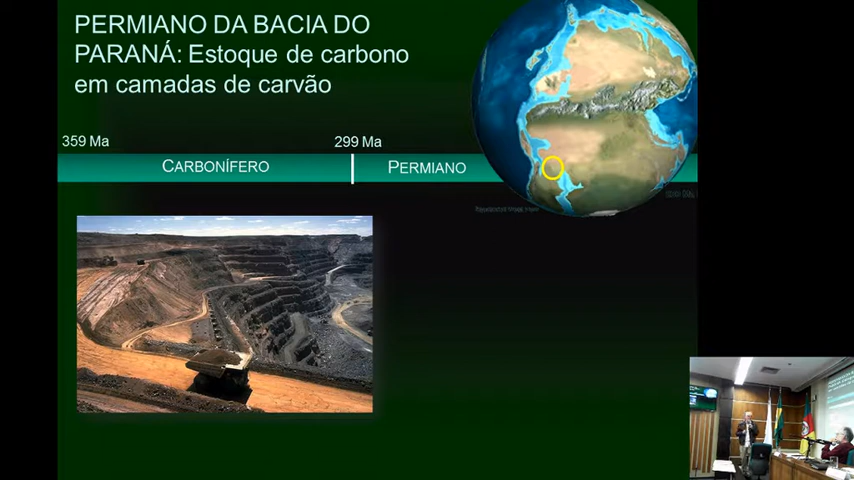 PERMIANO DA BACIA DO
PARANÁ: Estoque de carbono
em camadas de carvão
359 Ma
299 Ma
CARBONÍFERO
PERMIANO